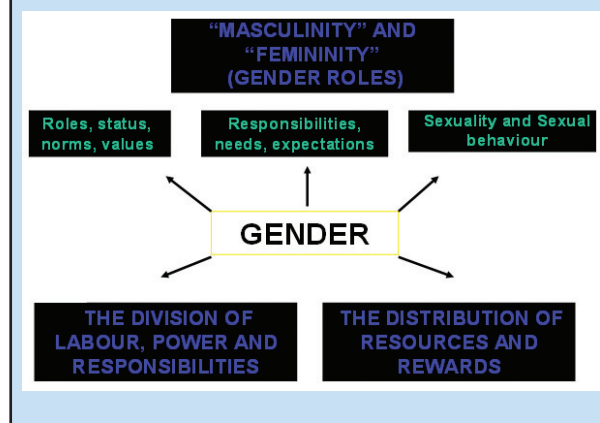 “MASCULINITY” AND
“FEMININITY”
(GENDER ROLES)
Roles, status,
norms, values
Responsibilities,
needs, expectations
Sexuality and Sexual
behaviour
GENDER
THE DIVISION OF
LABOUR, POWER AND
RESPONSIBILITIES
THE DISTRIBUTION OF
RESOURCES AND
REWARDS